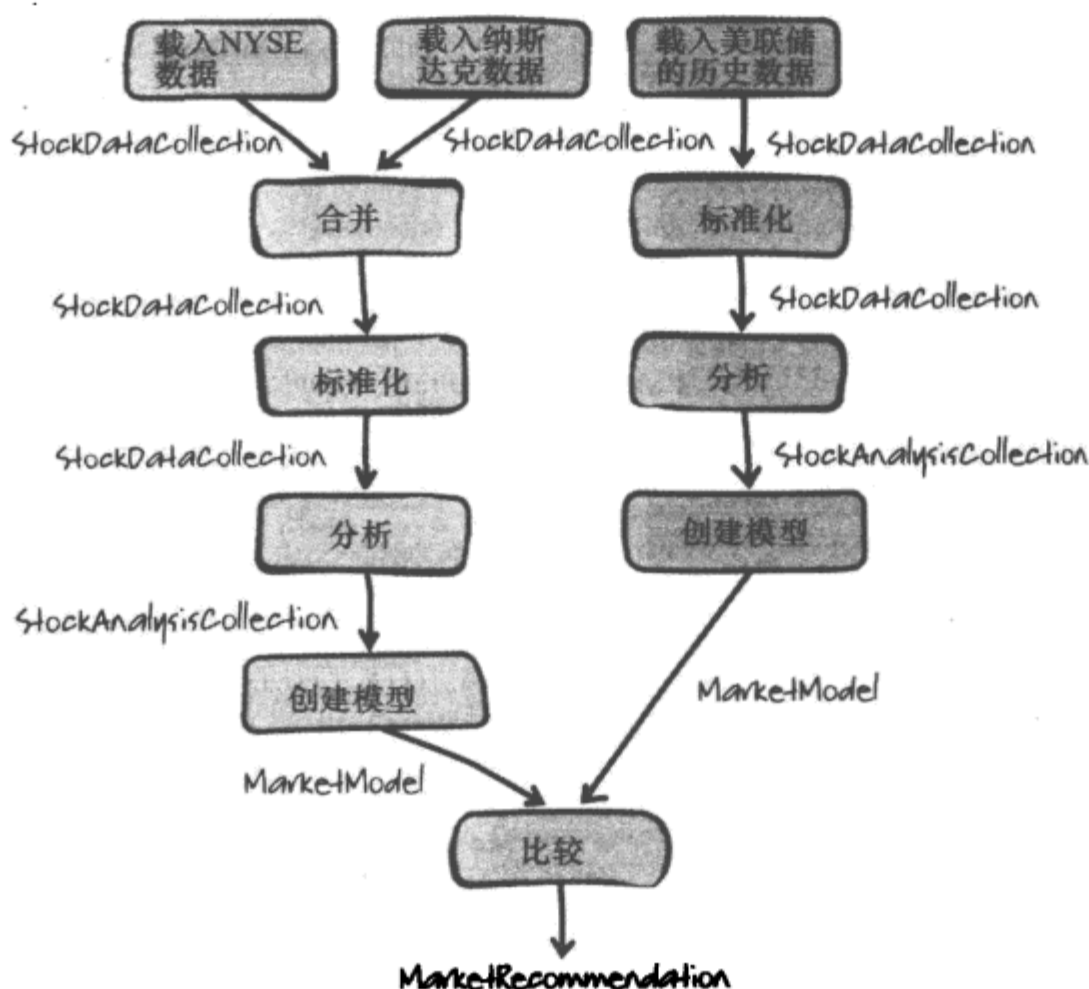 载入NYSE
数据
载入纳斯
达克数据
载入美联储
的历史数据
StockDataCollection
StockDataCollection
StockDataCollection
合并
标准化
StockDataCollection
StockDataCollection
标准化
分析
StockDataCollection
StockAnalysisCollection
分析
创建模型
StockAnalysisCollection
创建模型
MarketModel
MarketModel
比较
MarketRecommendation